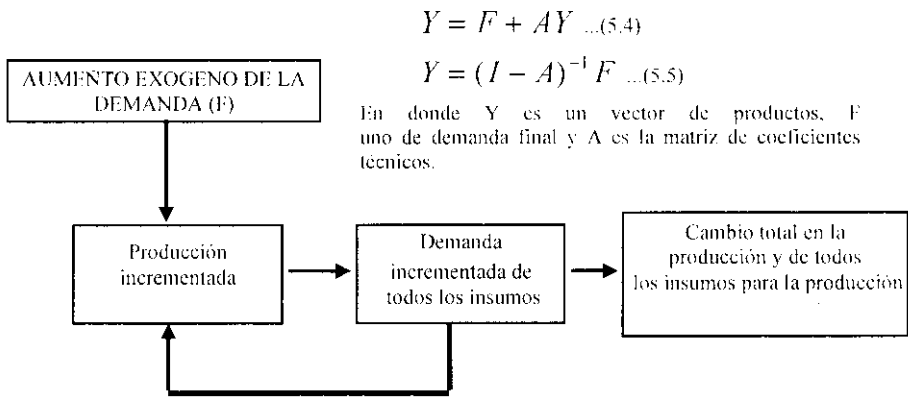 Y = F + AY ...(5.4)
Y = (I - A)⁻¹ F ...(5.5)
En donde Y es un vector de productos, F
uno de demanda final y A es la matriz de coeficientes
técnicos.
AUMENTO EXOGENO DE LA
DEMANDA (F)
Producción
incrementada
Demanda
incrementada de
todos los insumos
Cambio total en la
producción y de todos
los insumos para la producción